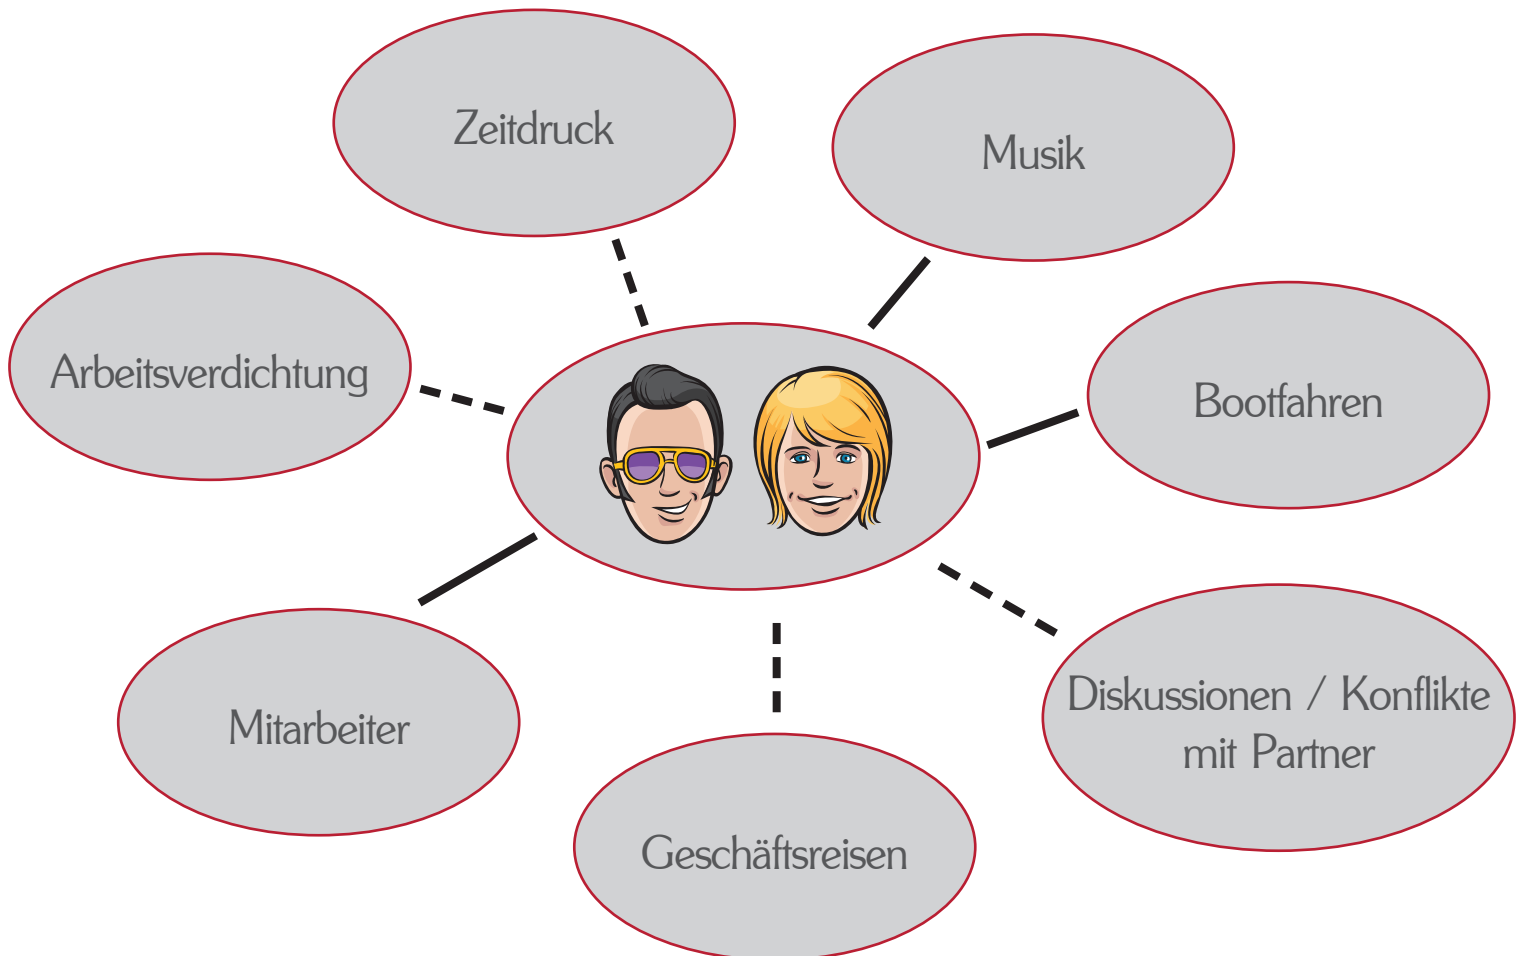 Zeitdruck
Musik
Arbeitsverdichtung
Bootfahren
Mitarbeiter
Diskussionen / Konflikte
mit Partner
Geschäftsreisen